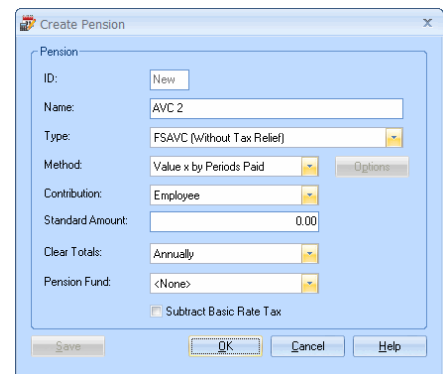 Create Pension
Pension
ID: New
Name: AVC 2
Type: FSAVC (Without Tax Relief)
Method: Value x by Periods Paid Options
Contribution: Employee
Standard Amount: 0.00
Clear Totals: Annually
Pension Fund: <None>
Subtract Basic Rate Tax
Save OK Cancel Help